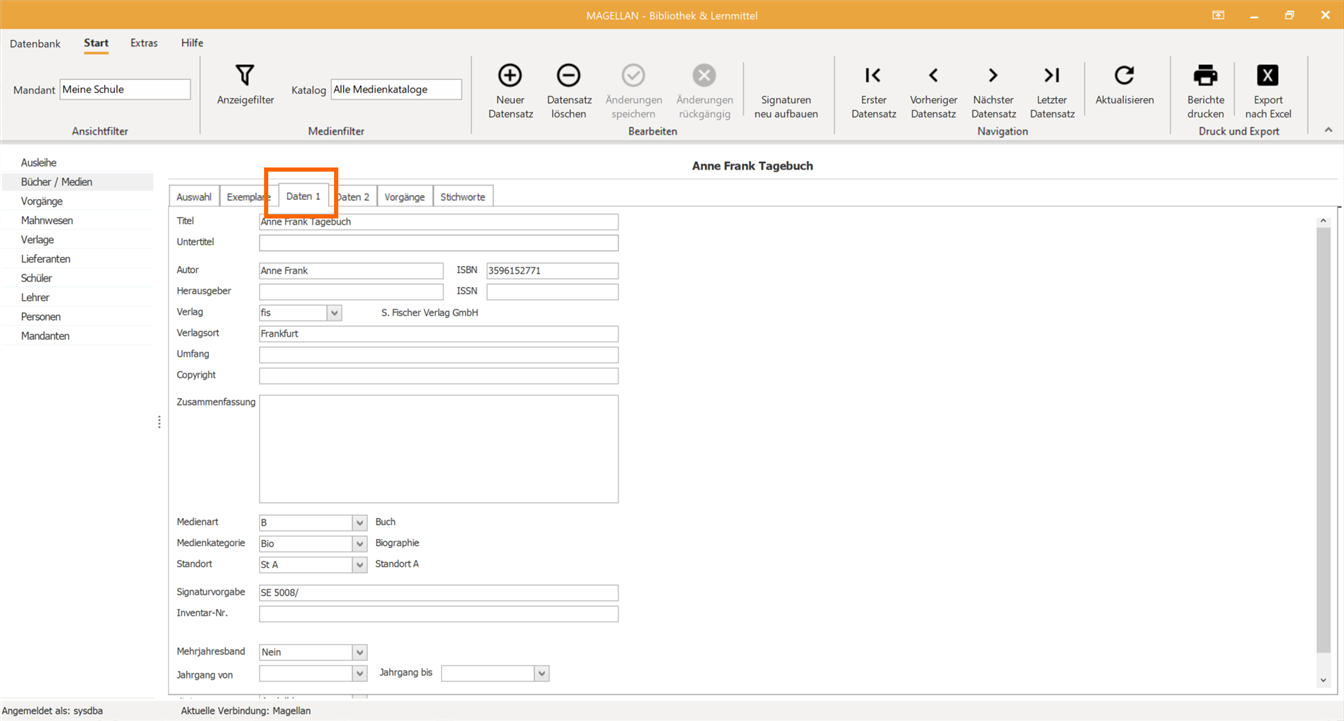 MAGELLAN - Bibliothek & Lernmittel
Datenbank Start Extras Hilfe
Mandant Meine Schule
Ansichtfilter
Anzeigefilter
Katalog Alle Medienkataloge
Medienfilter
Neuer Datensatz
Datensatz löschen
Änderungen speichern
Änderungen rückgängig
Signaturen neu aufbauen
Bearbeiten
Erster Datensatz
Vorheriger Datensatz
Nächster Datensatz
Letzter Datensatz
Navigation
Aktualisieren
Berichte drucken
X
Export nach Excel
Druck und Export
Ausleihe
Bücher / Medien
Vorgänge
Mahnwesen
Verlage
Lieferanten
Schüler
Lehrer
Personen
Mandanten
Anne Frank Tagebuch
Auswahl Exemplare Daten 1 Daten 2 Vorgänge Stichworte
Titel Anne Frank Tagebuch
Untertitel
Autor Anne Frank ISBN 3596152771
Herausgeber ISSN
Verlag fis S. Fischer Verlag GmbH
Verlagsort Frankfurt
Umfang
Copyright
Zusammenfassung
Medienart B Buch
Medienkategorie Bio Biographie
Standort St A Standort A
Signaturvorgabe SE 5008/
Inventar-Nr.
Mehrjahresband Nein
Jahrgang von Jahrgang bis
Angemeldet als: sysdba Aktuelle Verbindung: Magellan